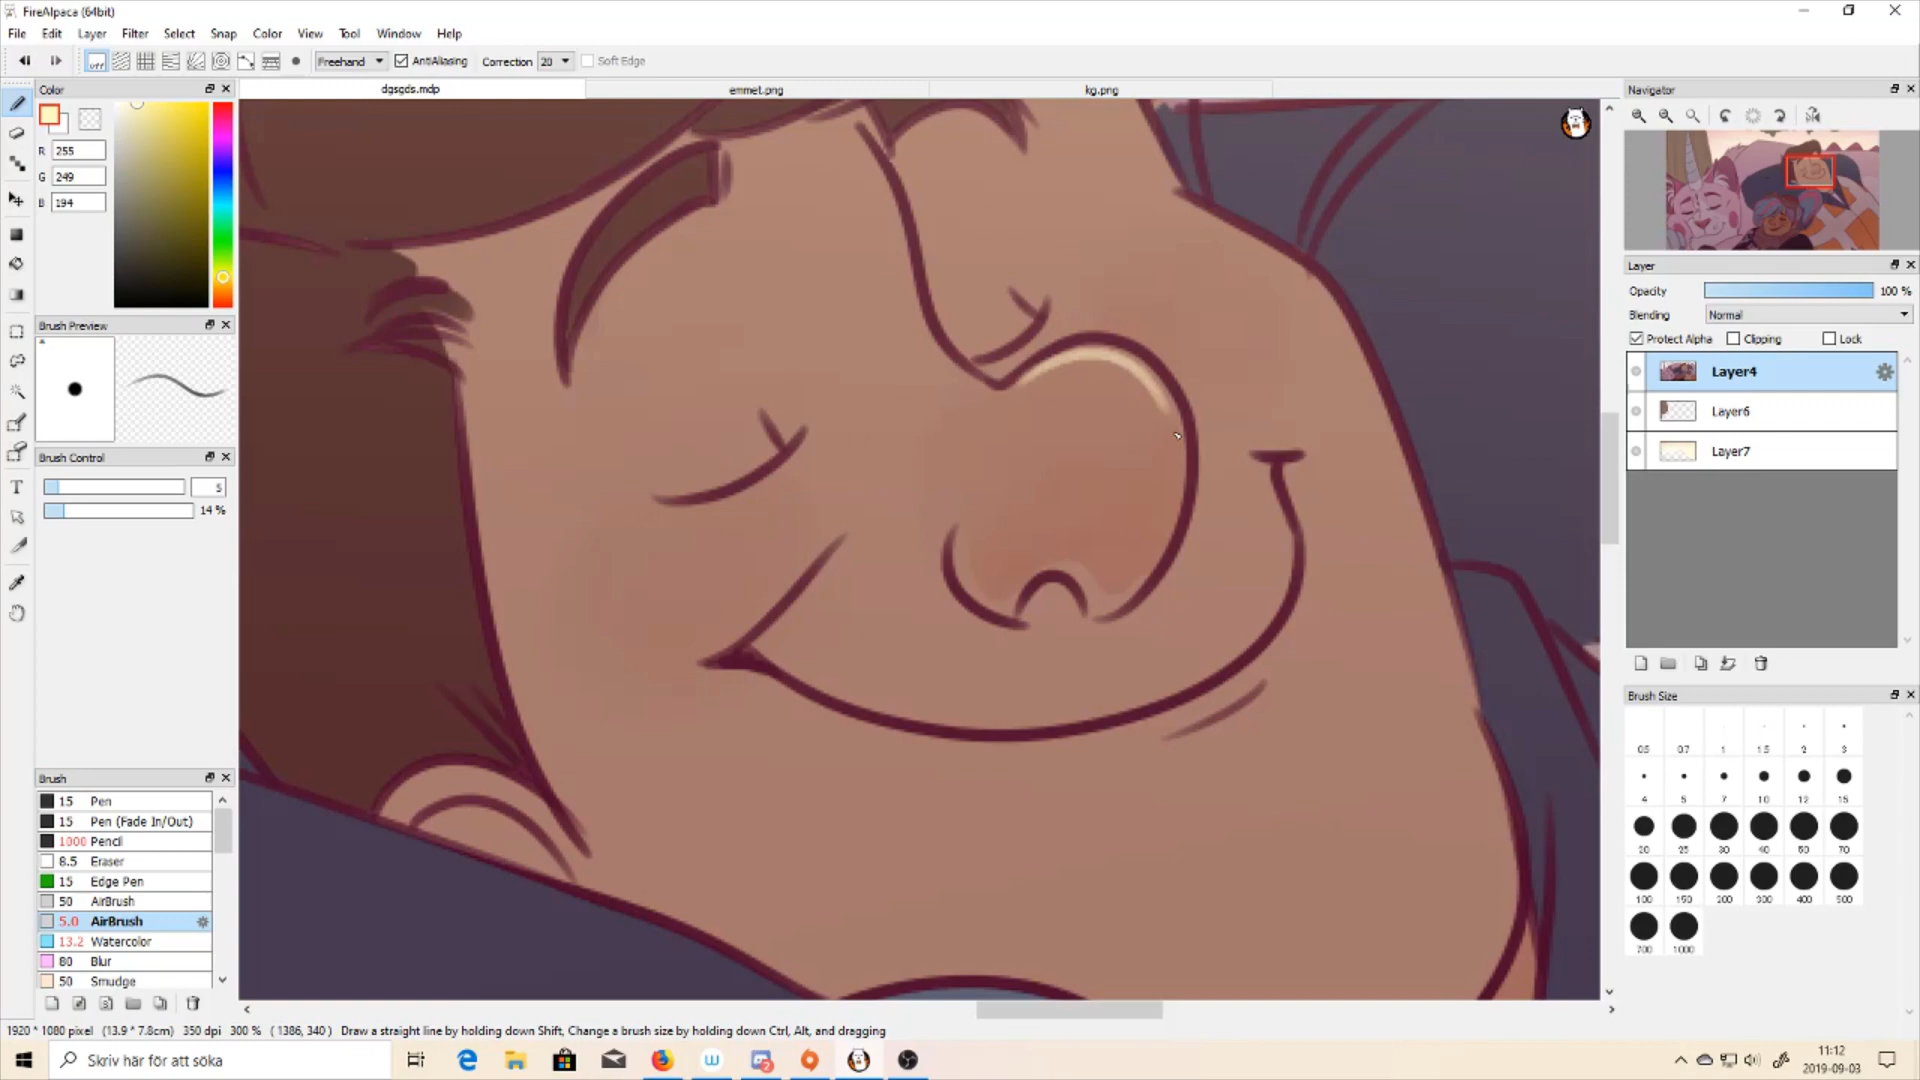 FireAlpaca (64bit)
File Edit Layer Filter Select Snap Color View Tool Window Help
off Freehand AntiAliasing Correction 20 Soft Edge
Color dgsgds.mdp emmet.png kg.png Navigator
R 255
G 249
B 194
Layer
Opacity 100 %
Blending Normal
Brush Preview
Protect Alpha Clipping Lock
Layer4
Layer6
Layer7
Brush Control
5
14 %
Brush Size
0.5 0.7 1 1.5 2 3
4 5 7 10 12 15
20 25 30 40 50 70
100 150 200 300 400 500
700 1000
Brush
15 Pen
15 Pen (Fade In/Out)
1000 Pencil
8.5 Eraser
15 Edge Pen
50 AirBrush
5.0 AirBrush
13.2 Watercolor
80 Blur
50 Smudge
1920 * 1080 pixel (13.9 * 7.8cm) 350 dpi 300 % ( 1386, 340 ) Draw a straight line by holding down Shift, Change a brush size by holding down Ctrl, Alt, and dragging
Skriv här för att söka
11:12
2019-09-03